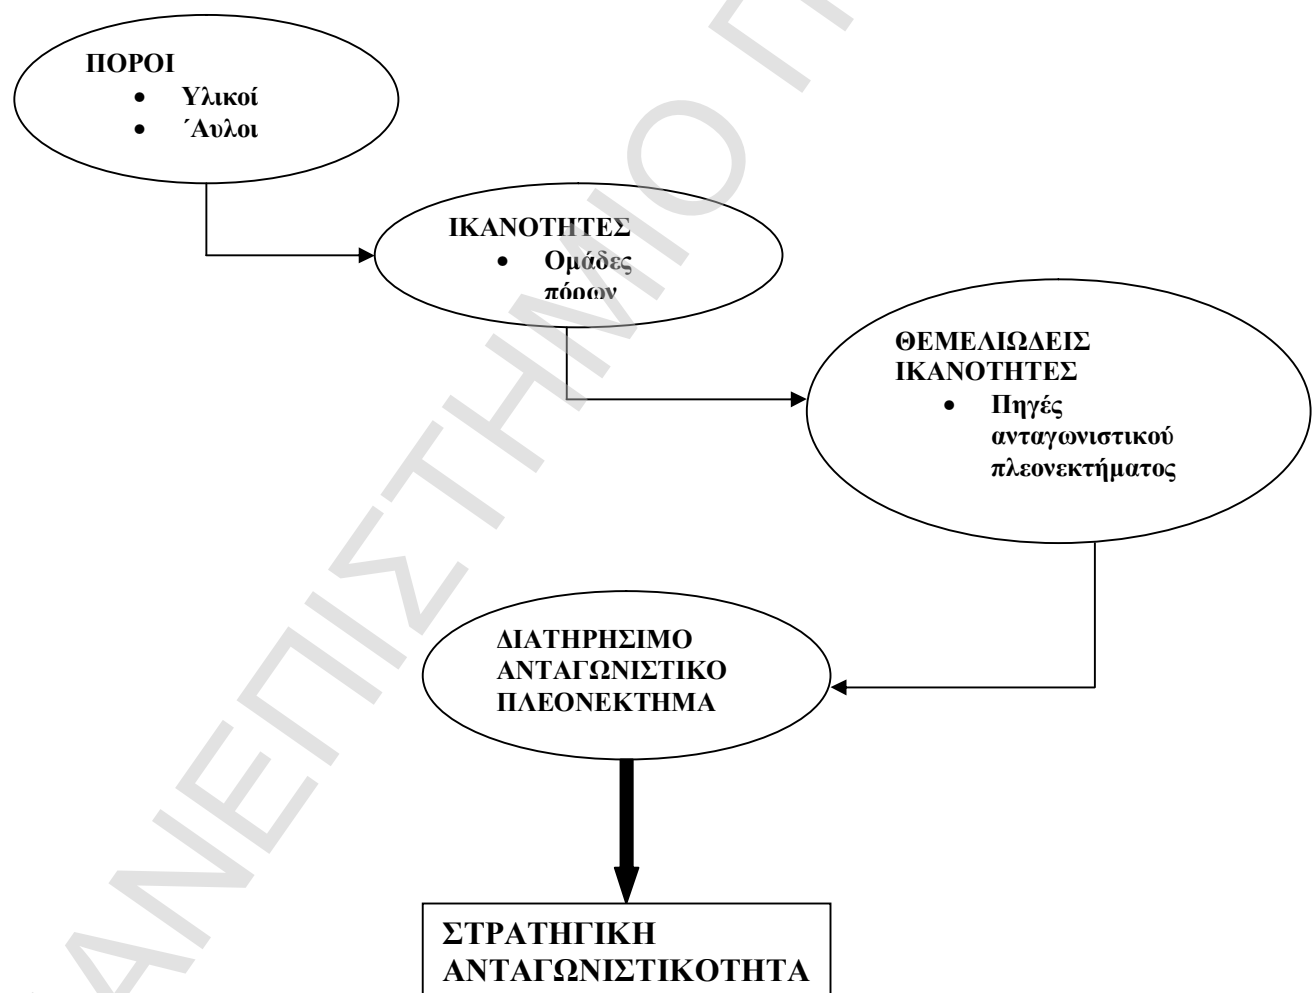 ΠΟΡΟΙ
• Υλικοί
• ΄Αυλοι
ΙΚΑΝΟΤΗΤΕΣ
• Ομάδες
πόρων
ΘΕΜΕΛΙΩΔΕΙΣ
ΙΚΑΝΟΤΗΤΕΣ
• Πηγές
ανταγωνιστικού
πλεονεκτήματος
ΔΙΑΤΗΡΗΣΙΜΟ
ΑΝΤΑΓΩΝΙΣΤΙΚΟ
ΠΛΕΟΝΕΚΤΗΜΑ
ΣΤΡΑΤΗΓΙΚΗ
ΑΝΤΑΓΩΝΙΣΤΙΚΟΤΗΤΑ